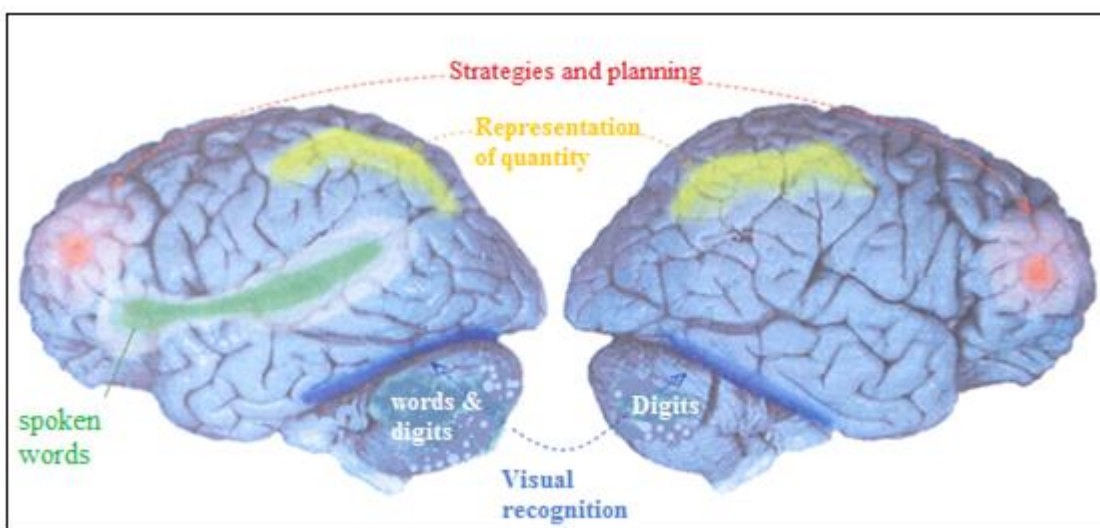 Strategies and planning
Representation
of quantity
spoken
words
words &
digits
Digits
Visual
recognition